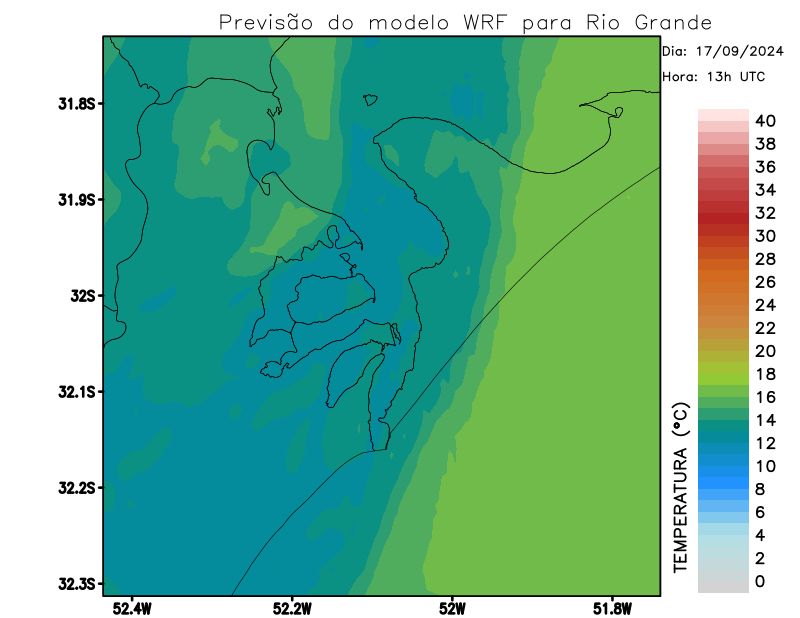 Previsão do modelo WRF para Rio Grande
Dia: 17/09/2024
Hora: 13h UTC
31.8S
31.9S
32S
32.1S
32.2S
32.3S
52.4W
52.2W
52W
51.8W
TEMPERATURA (°C)
40
38
36
34
32
30
28
26
24
22
20
18
16
14
12
10
8
6
4
2
0